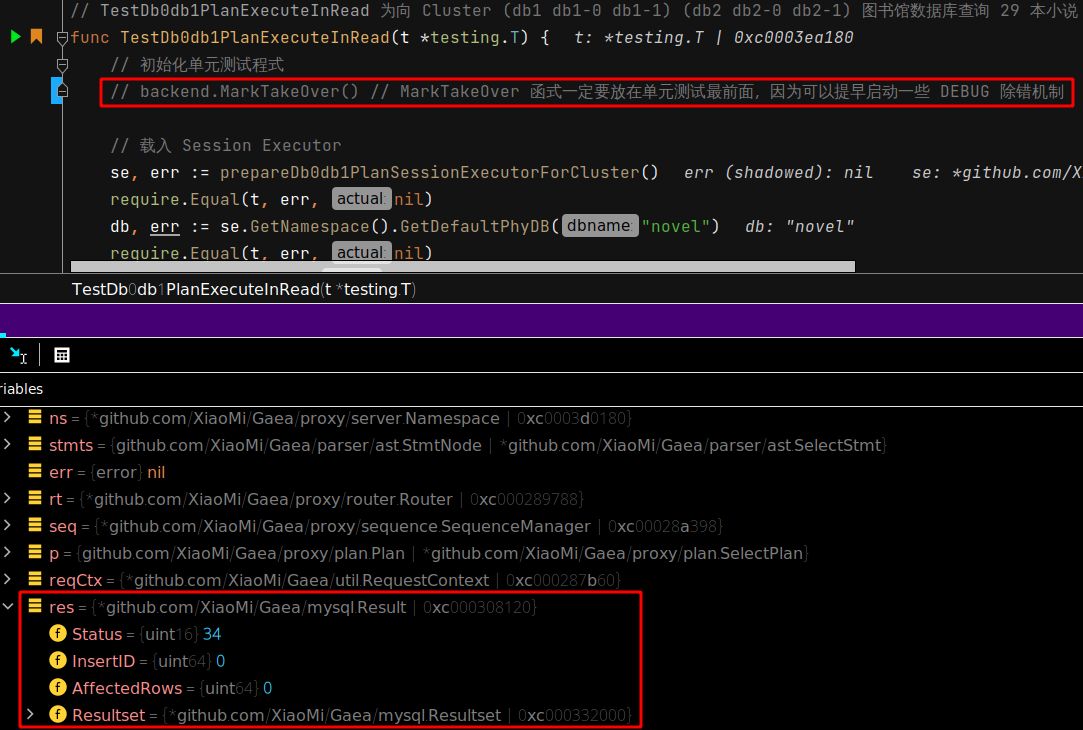 // TestDb0db1PlanExecuteInRead 为向 Cluster (db1 db1-0 db1-1) (db2 db2-0 db2-1) 图书馆数据库查询 29 本小说
func TestDb0db1PlanExecuteInRead(t *testing.T) { t: *testing.T | 0xc0003ea180
// 初始化单元测试程式
// backend.MarkTakeOver() // MarkTakeOver 函式一定要放在单元测试最前面, 因为可以提早启动一些 DEBUG 除错机制
// 载入 Session Executor
se, err := prepareDb0db1PlanSessionExecutorForCluster() err (shadowed): nil se: *github.com/X
require.Equal(t, err, actual: nil)
db, err := se.GetNamespace().GetDefaultPhyDB( dbname: "novel") db: "novel"
require.Equal(t, err, actual: nil)
TestDb0db1PlanExecuteInRead(t *testing.T)
riables
ns = {*github.com/XiaoMi/Gaea/proxy/server.Namespace | 0xc0003d0180}
stmts = {github.com/XiaoMi/Gaea/parser/ast.StmtNode | *github.com/XiaoMi/Gaea/parser/ast.SelectStmt}
err = {error} nil
rt = {*github.com/XiaoMi/Gaea/proxy/router.Router | 0xc000289788}
seq = {*github.com/XiaoMi/Gaea/proxy/sequence.SequenceManager | 0xc00028a398}
p = {github.com/XiaoMi/Gaea/proxy/plan.Plan | *github.com/XiaoMi/Gaea/proxy/plan.SelectPlan}
reqCtx = {*github.com/XiaoMi/Gaea/util.RequestContext | 0xc000287b60}
res = {*github.com/XiaoMi/Gaea/mysql.Result | 0xc000308120}
f Status = {uint16} 34
f InsertID = {uint64} 0
f AffectedRows = {uint64} 0
f Resultset = {*github.com/XiaoMi/Gaea/mysql.Resultset | 0xc000332000}